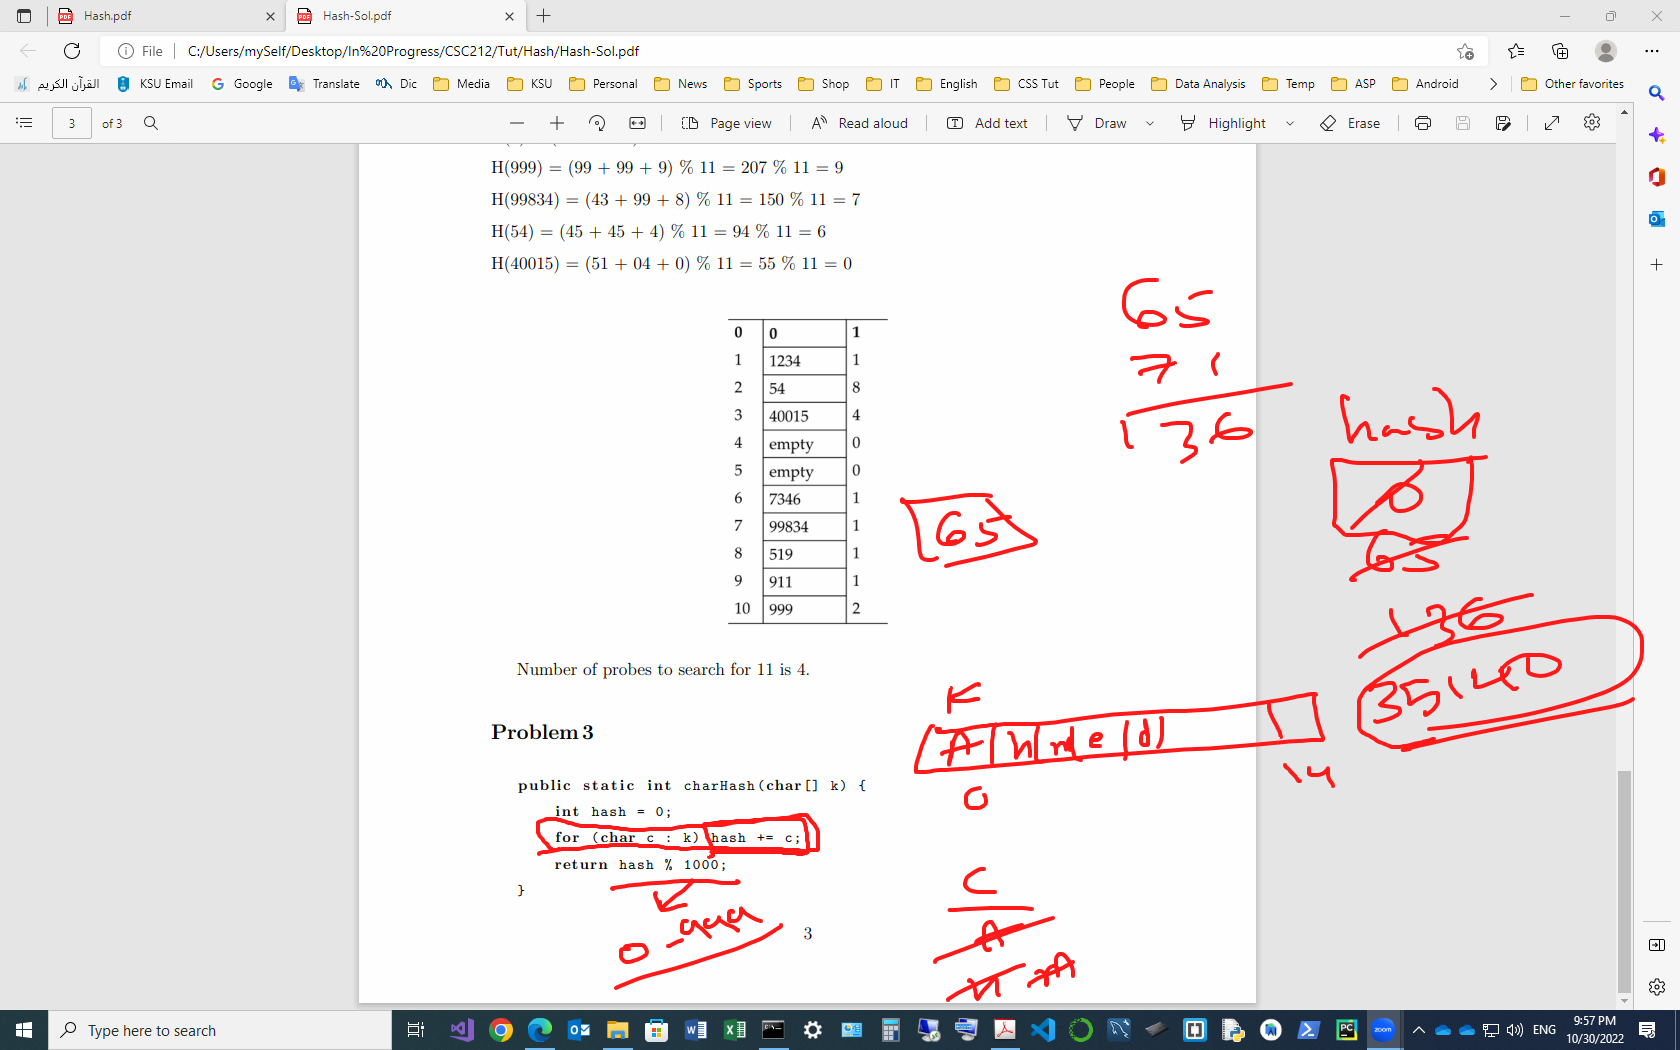 Hash.pdf
Hash-Sol.pdf
File
C:/Users/mySelf/Desktop/In%20Progress/CSC212/Tut/Hash/Hash-Sol.pdf
القرآن الكريم KSU Email Google Translate Dic Media KSU Personal News Sports Shop IT English CSS Tut People Data Analysis Temp ASP Android Other favorites
3 of 3 Page view Read aloud Add text Draw Highlight Erase
H(999) = (99 + 99 + 9) % 11 = 207 % 11 = 9
H(99834) = (43 + 99 + 8) % 11 = 150 % 11 = 7
H(54) = (45 + 45 + 4) % 11 = 94 % 11 = 6
H(40015) = (51 + 04 + 0) % 11 = 55 % 11 = 0
0 0 1
1 1234 1
2 54 8
3 40015 4
4 empty 0
5 empty 0
6 7346 1
7 99834 1
8 519 1
9 911 1
10 999 2
65
71
136
hash
0
65
65
136
35140
Number of probes to search for 11 is 4.
K
A h m e d
0
14
Problem 3
public static int charHash(char[] k) {
int hash = 0;
for (char c : k) hash += c;
return hash % 1000;
}
0 - 999
C
A
A
3
Type here to search
ENG
9:57 PM
10/30/2022
zoom